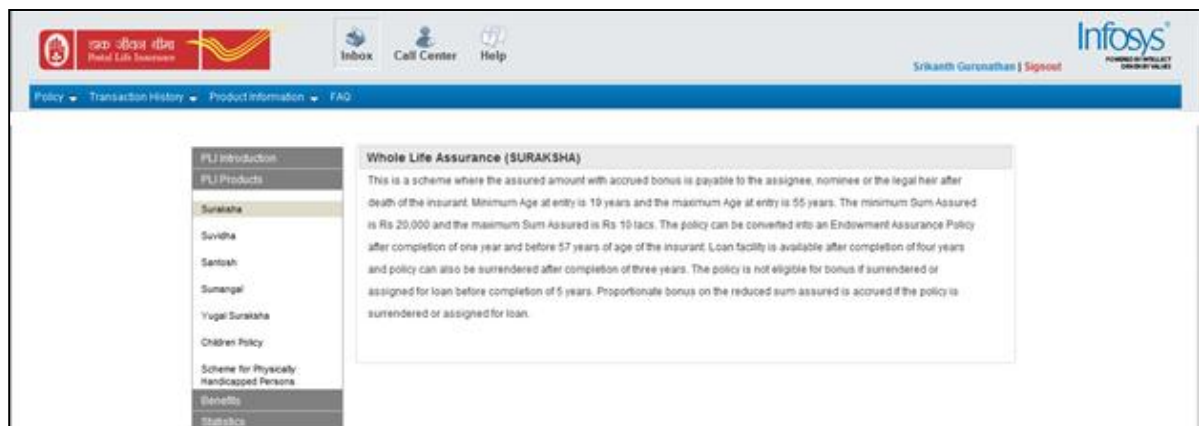 डाक जीवन बीमा
Postal Life Insurance
Inbox
Call Center
Help
Infosys
POWERED BY INTELLECT
DRIVEN BY VALUES
Srikanth Gurunathan | Signout
Policy Transaction History Product Information FAQ
PLI Introduction
PLI Products
Suraksha
Suvidha
Santosh
Sumangal
Yugal Suraksha
Children Policy
Scheme for Physically
Handicapped Persons
Benefits
Statistics
Whole Life Assurance (SURAKSHA)
This is a scheme where the assured amount with accrued bonus is payable to the assignee, nominee or the legal heir after
death of the insurant. Minimum Age at entry is 19 years and the maximum Age at entry is 55 years. The minimum Sum Assured
is Rs 20,000 and the maximum Sum Assured is Rs 10 lacs. The policy can be converted into an Endowment Assurance Policy
after completion of one year and before 57 years of age of the insurant. Loan facility is available after completion of four years
and policy can also be surrendered after completion of three years. The policy is not eligible for bonus if surrendered or
assigned for loan before completion of 5 years. Proportionate bonus on the reduced sum assured is accrued if the policy is
surrendered or assigned for loan.